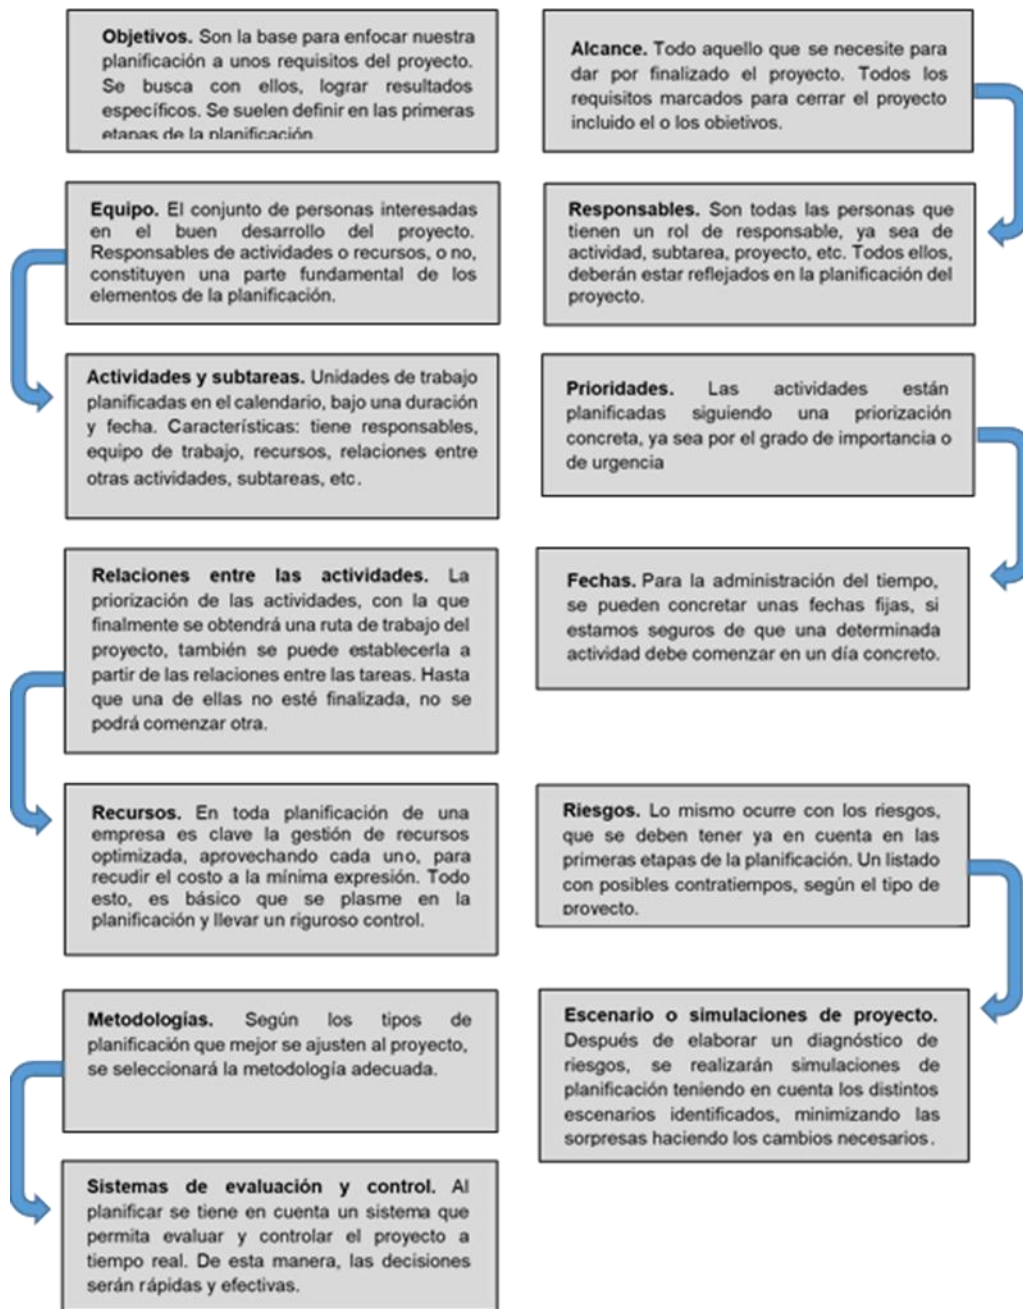 Objetivos. Son la base para enfocar nuestra
planificación a unos requisitos del proyecto.
Se busca con ellos, lograr resultados
específicos. Se suelen definir en las primeras
etapas de la planificación.
Alcance. Todo aquello que se necesite para
dar por finalizado el proyecto. Todos los
requisitos marcados para cerrar el proyecto
incluido el o los objetivos.
Equipo. El conjunto de personas interesadas
en el buen desarrollo del proyecto.
Responsables de actividades o recursos, o no,
constituyen una parte fundamental de los
elementos de la planificación.
Responsables. Son todas las personas que
tienen un rol de responsable, ya sea de
actividad, subtarea, proyecto, etc. Todos ellos,
deberán estar reflejados en la planificación del
proyecto.
Actividades y subtareas. Unidades de trabajo
planificadas en el calendario, bajo una duración
y fecha. Características: tiene responsables,
equipo de trabajo, recursos, relaciones entre
otras actividades, subtareas, etc.
Prioridades. Las actividades están
planificadas siguiendo una priorización
concreta, ya sea por el grado de importancia o
de urgencia
Relaciones entre las actividades. La
priorización de las actividades, con la que
finalmente se obtendrá una ruta de trabajo del
proyecto, también se puede establecerla a
partir de las relaciones entre las tareas. Hasta
que una de ellas no esté finalizada, no se
podrá comenzar otra.
Fechas. Para la administración del tiempo,
se pueden concretar unas fechas fijas, si
estamos seguros de que una determinada
actividad debe comenzar en un día concreto.
Recursos. En toda planificación de una
empresa es clave la gestión de recursos
optimizada, aprovechando cada uno, para
recudir el costo a la mínima expresión. Todo
esto, es básico que se plasme en la
planificación y llevar un riguroso control.
Riesgos. Lo mismo ocurre con los riesgos,
que se deben tener ya en cuenta en las
primeras etapas de la planificación. Un listado
con posibles contratiempos, según el tipo de
proyecto.
Metodologías. Según los tipos de
planificación que mejor se ajusten al proyecto,
se seleccionará la metodología adecuada.
Escenario o simulaciones de proyecto.
Después de elaborar un diagnóstico de
riesgos, se realizarán simulaciones de
planificación teniendo en cuenta los distintos
escenarios identificados, minimizando las
sorpresas haciendo los cambios necesarios.
Sistemas de evaluación y control. Al
planificar se tiene en cuenta un sistema que
permita evaluar y controlar el proyecto a
tiempo real. De esta manera, las decisiones
serán rápidas y efectivas.